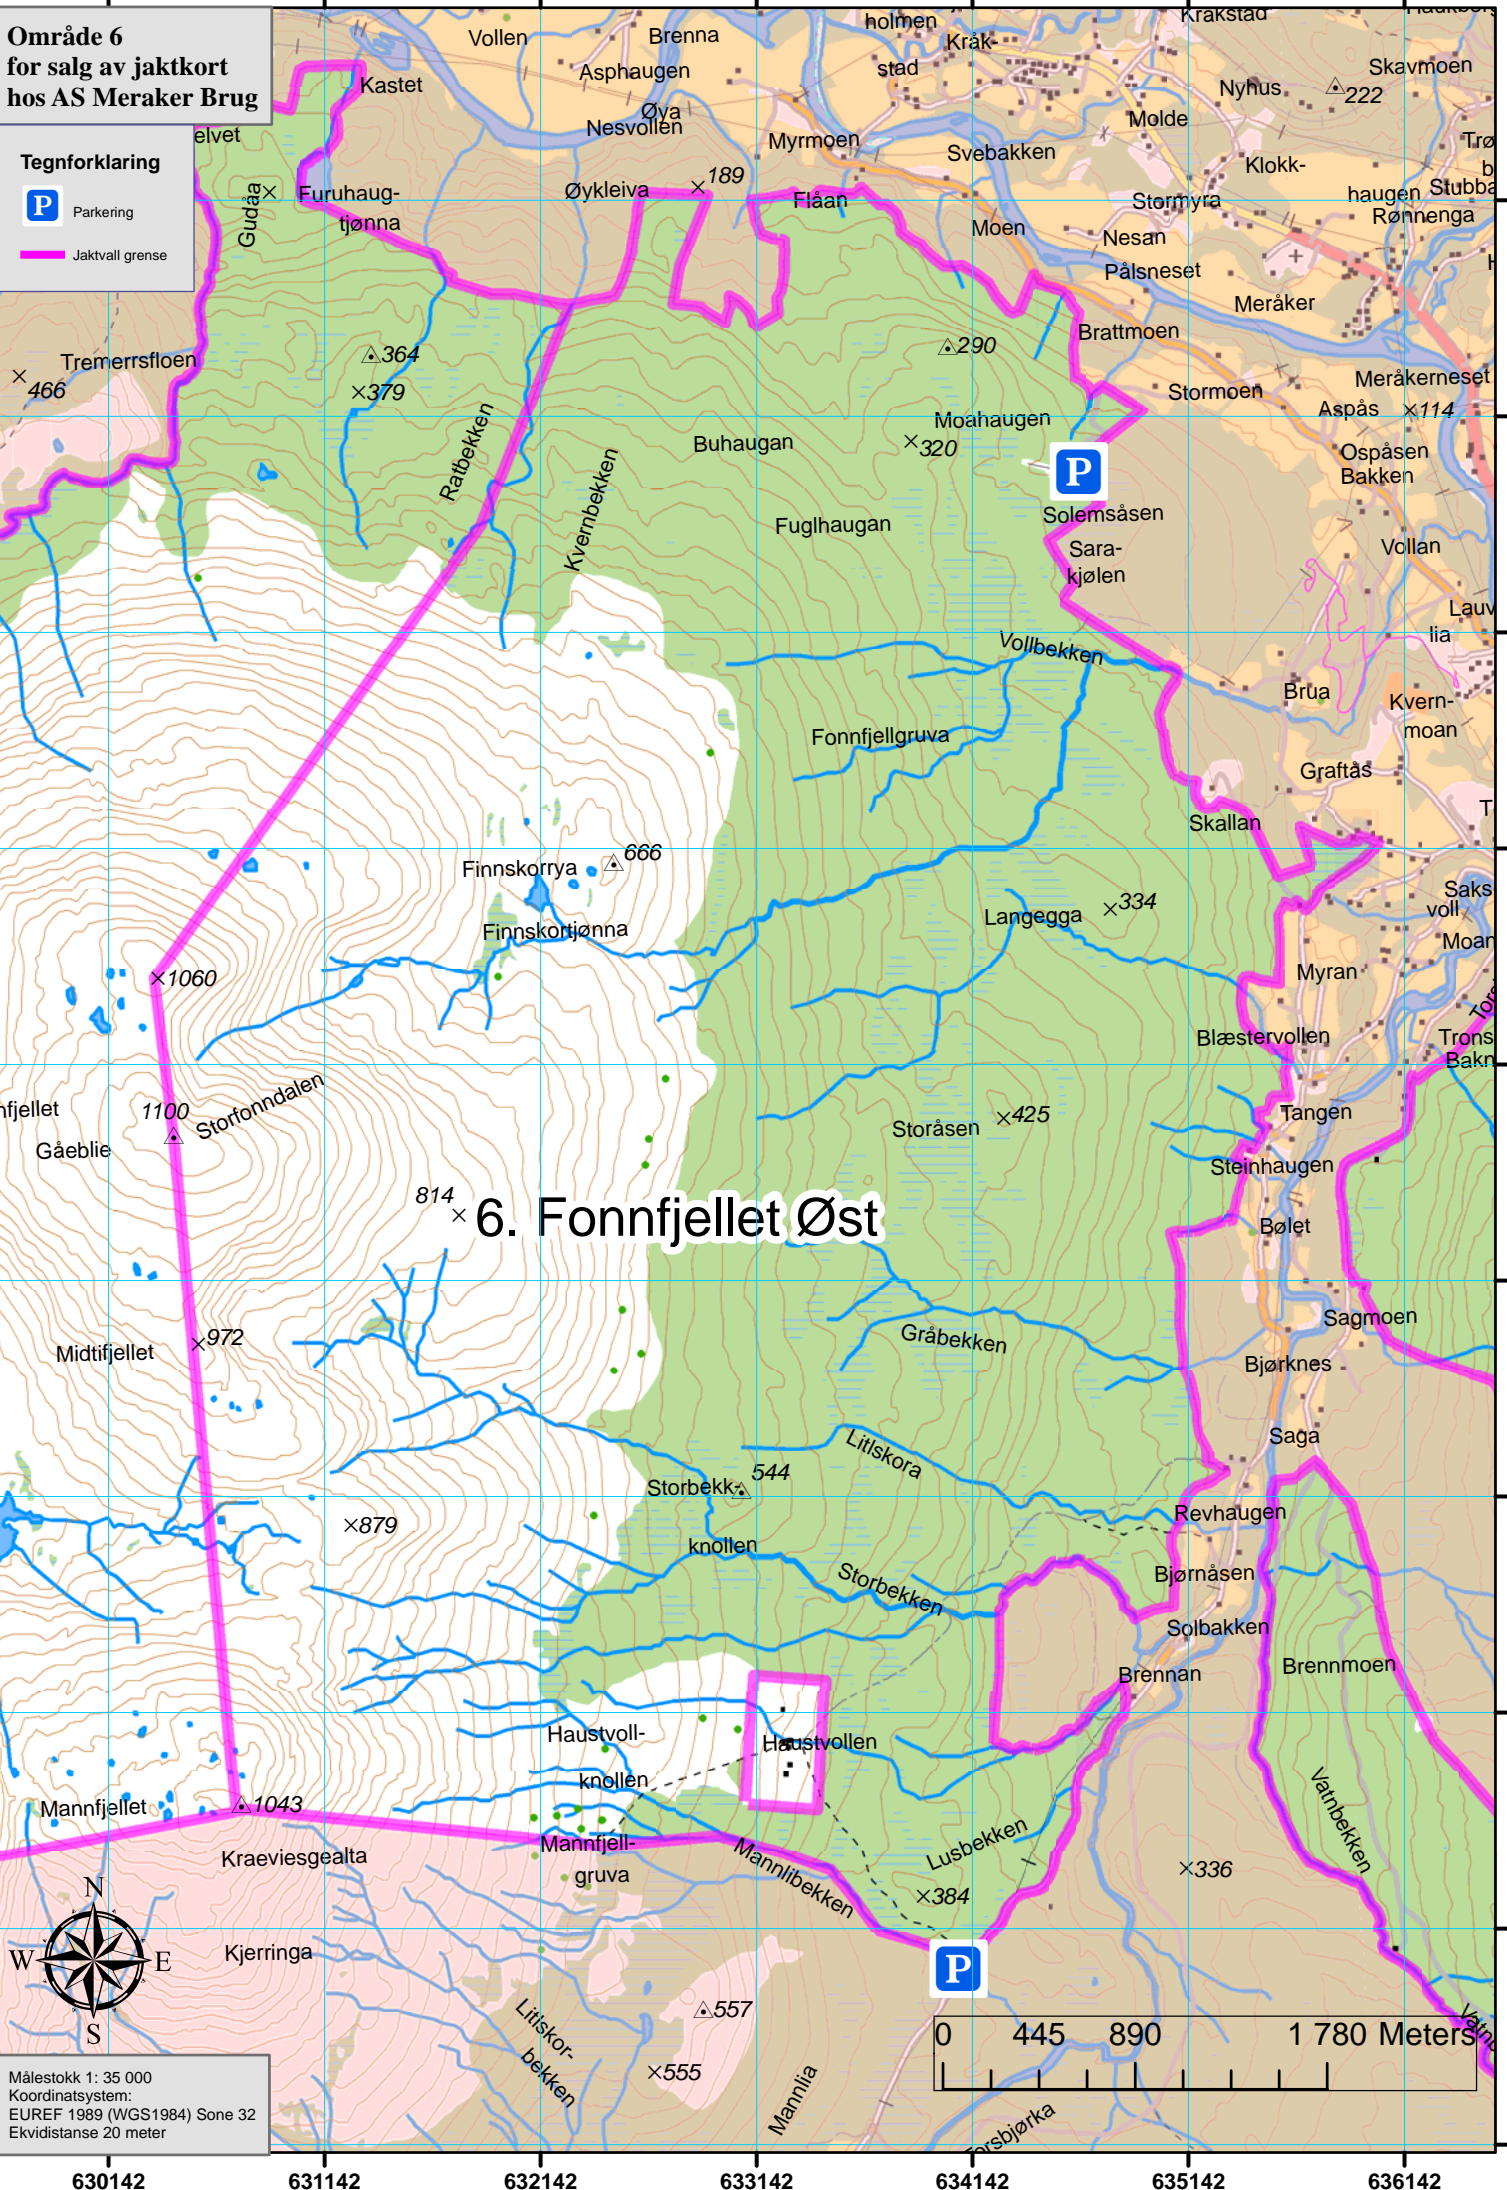 Område 6
for salg av jaktkort
hos AS Meraker Brug
Tegnforklaring
P Parkering
Jaktvall grense
Vollen
Brenna
holmen
Kråk-
stad
Krakstad
Skavmoen
Asphaugen
Kastet
Øya
Nesvollen
Nyhus
222
Molde
elvet
Myrmoen
Svebakken
Klokk-
haugen
Stubba
Rønnenga
189
Øykleiva
Flåan
Stormyra
Gudåa
Furuhaug-
tjønna
Moen
Nesan
Pålsneset
Meråker
Brattmoen
Tremerrsfloen
466
364
379
290
Stormoen
Meråkerneset
Aspås
114
Ratbekken
Kvernbekken
Buhaugan
Moahaugen
320
Ospåsen
Bakken
P
Solemsåsen
Fuglhaugan
Sara-
kjølen
Vollan
Lauv
lia
Vollbekken
Brua
Kvern-
moan
Fonnfjellgruva
Graftås
Skallan
Finnskorrya
666
Finnskortjønna
Langegga
334
Saks
voll
Moan
1060
Myran
Blæstervollen
Trons
Bakn
nfjellet
Storfonndalen
1100
Gåeblie
Storåsen
425
Tangen
Steinhaugen
814
6. Fonnfjellet Øst
Bølet
972
Midtifjellet
Gråbekken
Sagmoen
Bjørknes
Saga
Litlskora
Storbekk-
544
knollen
879
Revhaugen
Bjørnåsen
Storbekken
Solbakken
Brennan
Brennmoen
Haustvoll-
knollen
Haustvollen
Mannfjellet
1043
Kraeviesgealta
Mannfjell-
gruva
Mannlibekken
Lusbekken
384
336
Vatnbekken
N
W E
S
Kjerringa
P
557
555
Litlskor-
bekken
Mannlia
0 445 890 1 780 Meters
Målestokk 1: 35 000
Koordinatsystem:
EUREF 1989 (WGS1984) Sone 32
Ekvidistanse 20 meter
630142 631142 632142 633142 634142 635142 636142